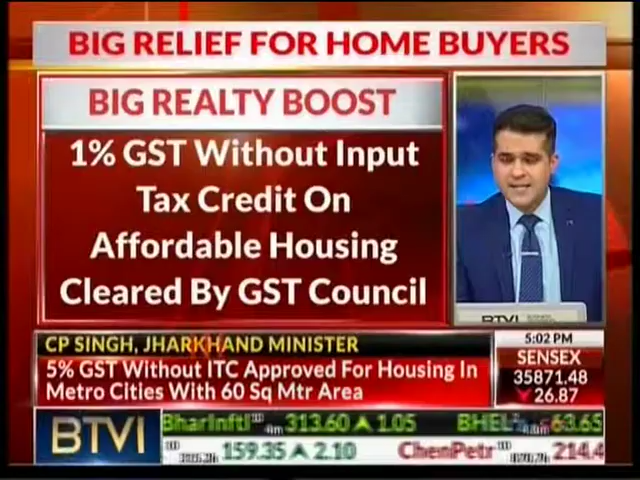 BIG RELIEF FOR HOME BUYERS
BIG REALTY BOOST
1% GST Without Input
Tax Credit On
Affordable Housing
Cleared By GST Council
CP SINGH, JHARKHAND MINISTER
5% GST Without ITC Approved For Housing In
Metro Cities With 60 Sq Mtr Area
5:02 PM
SENSEX
35871.48
▼ 26.87
BTVI
BharInftl 313.60 ▲ 1.05 BHEL 63.65
159.35 ▲ 2.10 ChenPetr 214.4